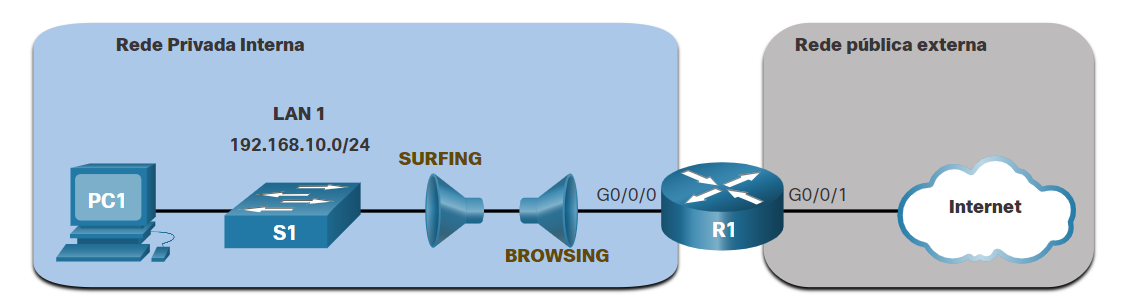 Rede Privada Interna
Rede pública externa
LAN 1
192.168.10.0/24
SURFING
PC1
S1
BROWSING
G0/0/0
R1
G0/0/1
Internet